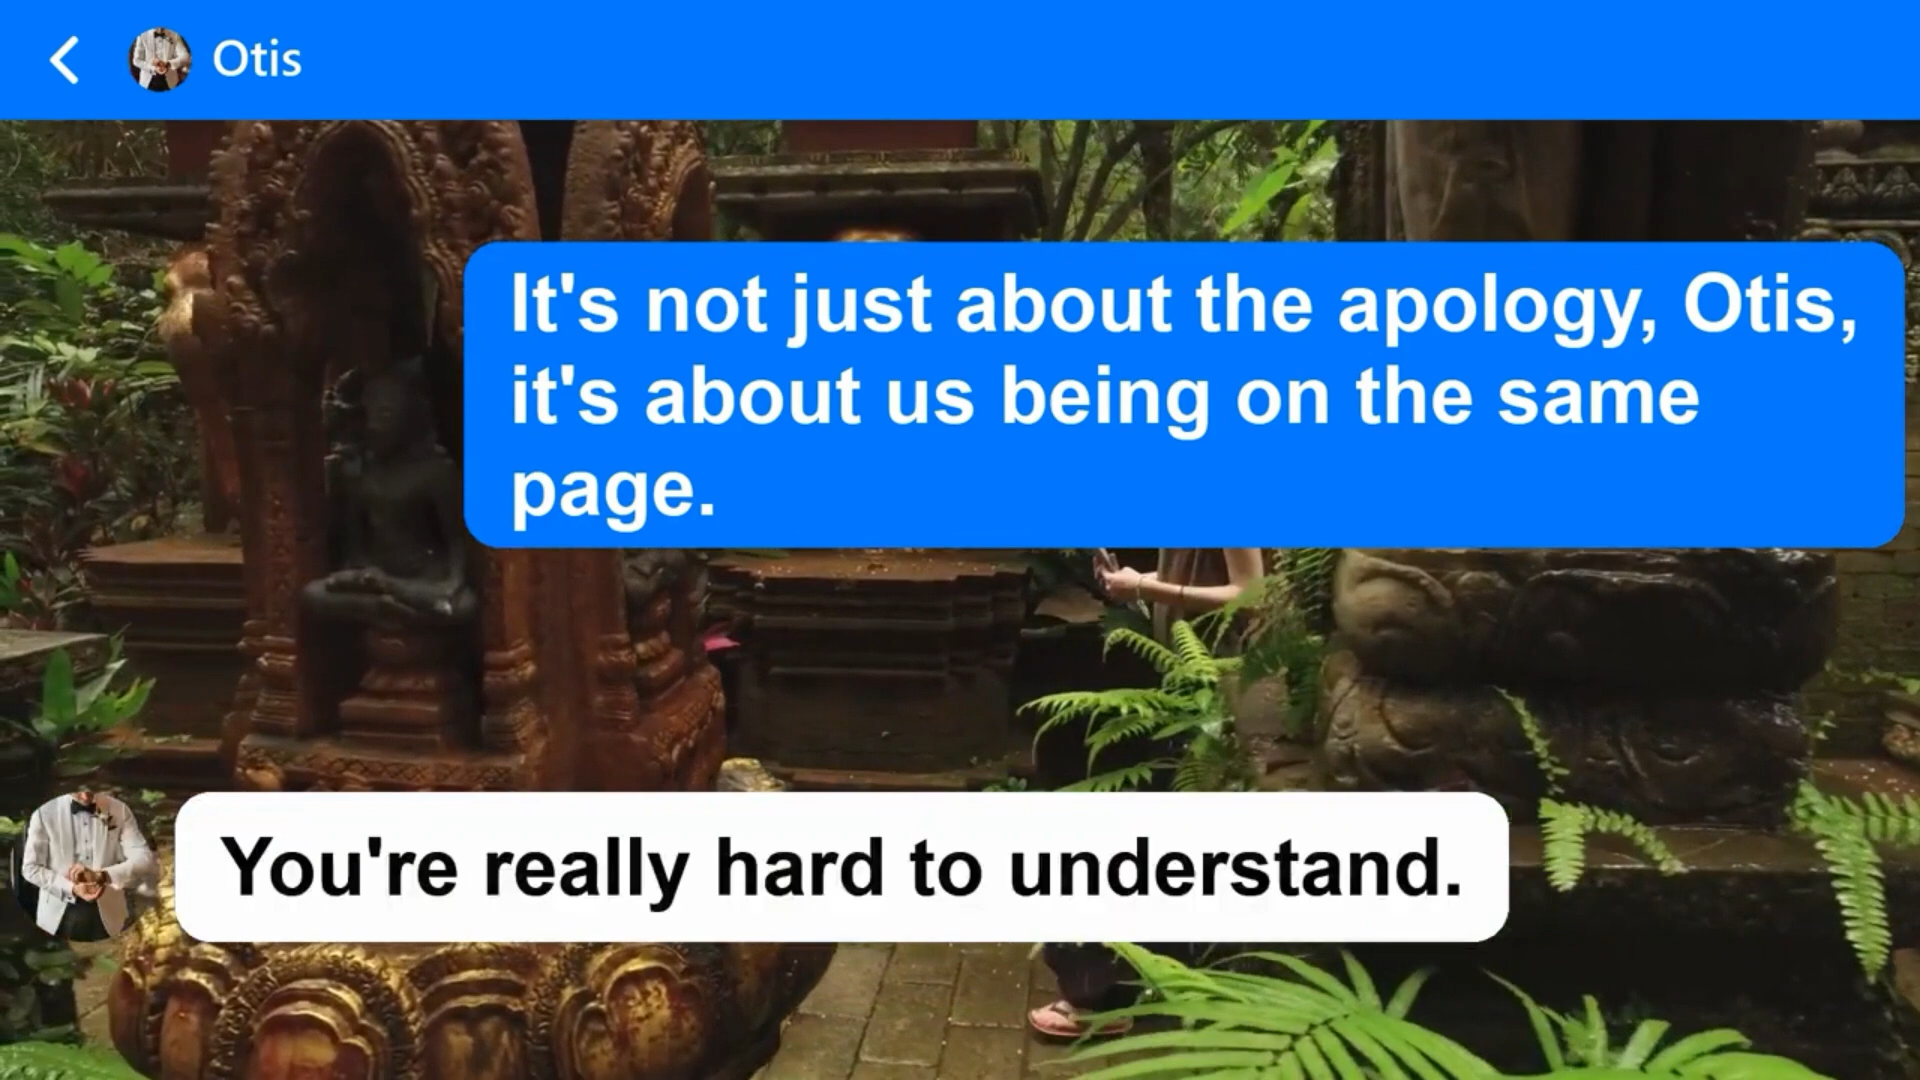 Otis
It's not just about the apology, Otis,
it's about us being on the same
page.
You're really hard to understand.